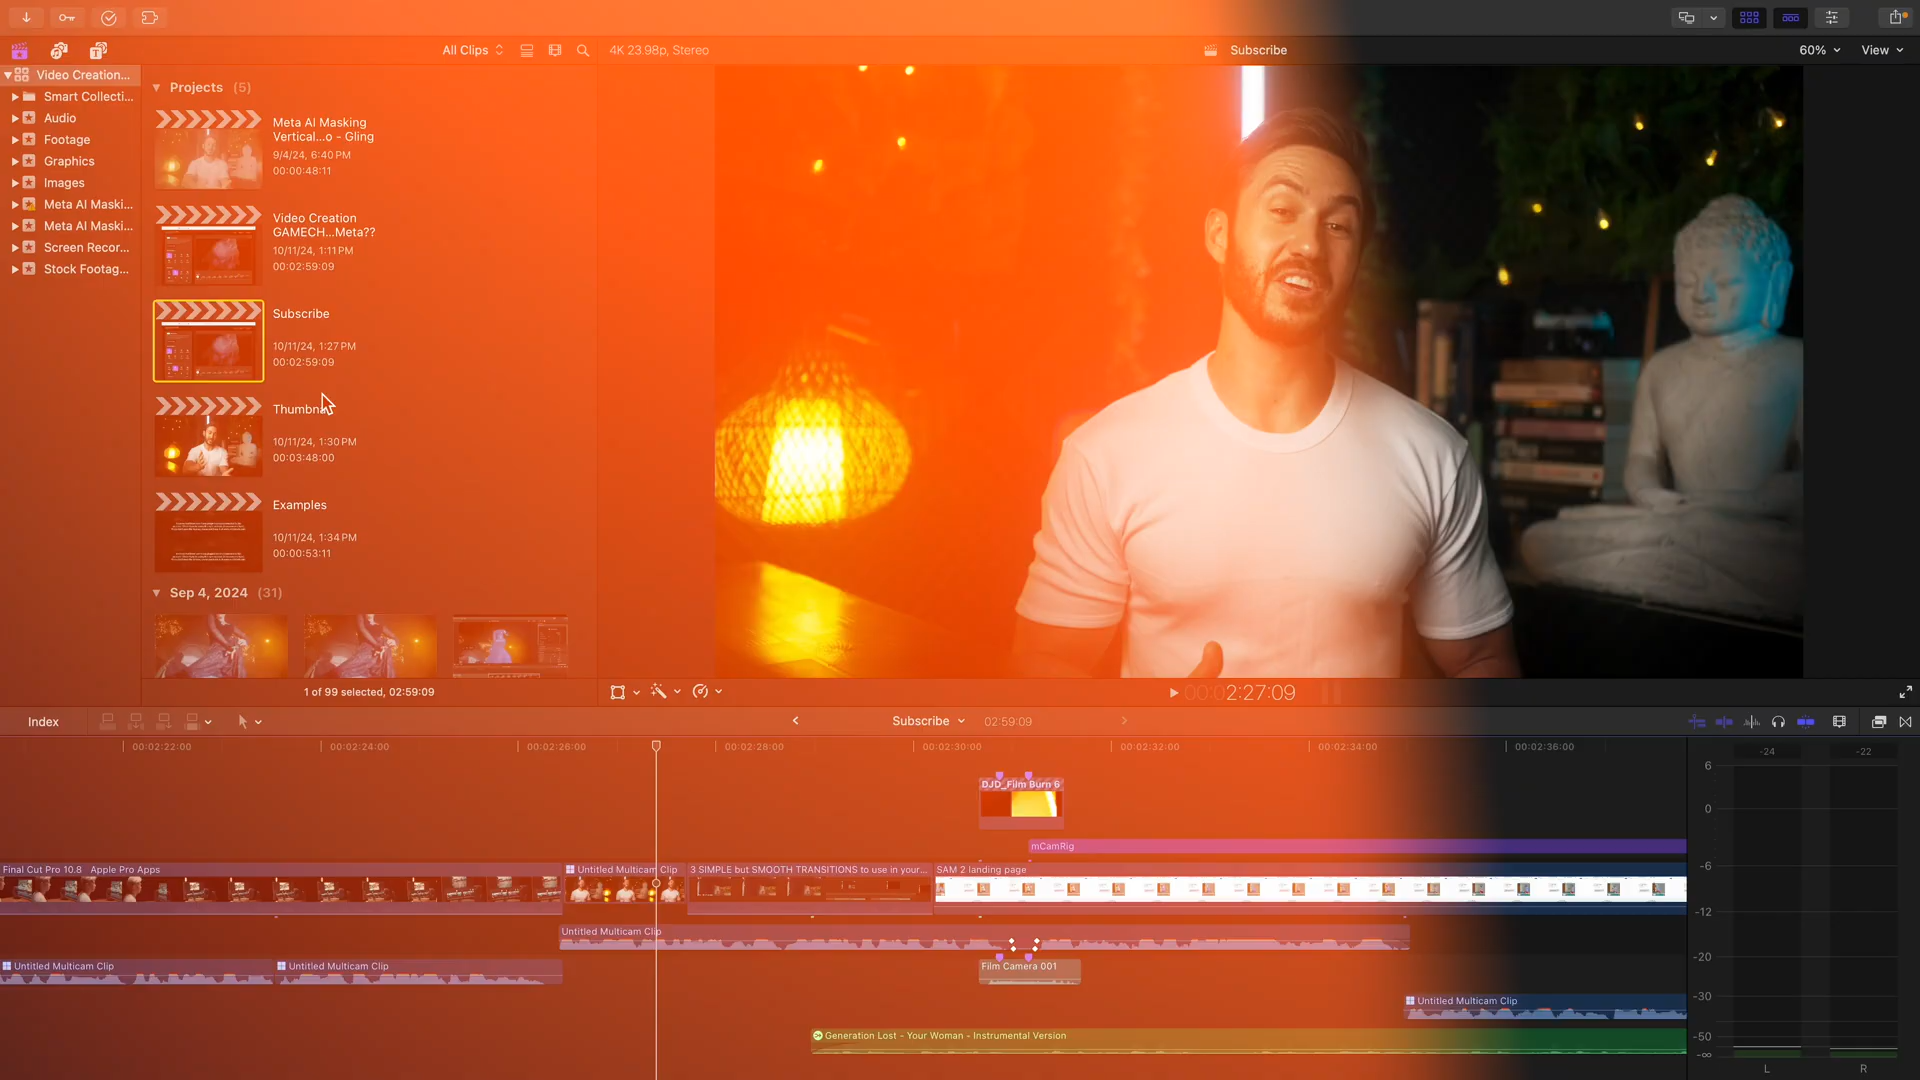 All Clips
4K 23.98p, Stereo
Subscribe
60%
View
Video Creation...
Smart Collecti...
Audio
Footage
Graphics
Images
Meta AI Maski...
Meta AI Maski...
Screen Recor...
Stock Footag...
Projects (5)
Meta AI Masking
Vertical...o - Gling
9/4/24, 6:40 PM
00:00:48:11
Video Creation
GAMECH...Meta??
10/11/24, 1:11 PM
00:02:59:09
Subscribe
10/11/24, 1:27 PM
00:02:59:09
Thumbna
10/11/24, 1:30 PM
00:03:48:00
Examples
10/11/24, 1:34 PM
00:00:53:11
Sep 4, 2024 (31)
1 of 99 selected, 02:59:09
00:02:27:09
Index
Subscribe
02:59:09
00:02:22:00
00:02:24:00
00:02:26:00
00:02:28:00
00:02:30:00
00:02:32:00
00:02:34:00
00:02:36:00
DJD_Film Burn 6
mCamRig
Final Cut Pro 10.8 Apple Pro Apps
Untitled Multicam Clip
3 SIMPLE but SMOOTH TRANSITIONS to use in your...
SAM 2 landing page
Untitled Multicam Clip
Untitled Multicam Clip
Untitled Multicam Clip
Film Camera 001
Untitled Multicam Clip
Generation Lost - Your Woman - Instrumental Version
-24
-22
6
0
-6
-12
-20
-30
-50
-∞
L
R